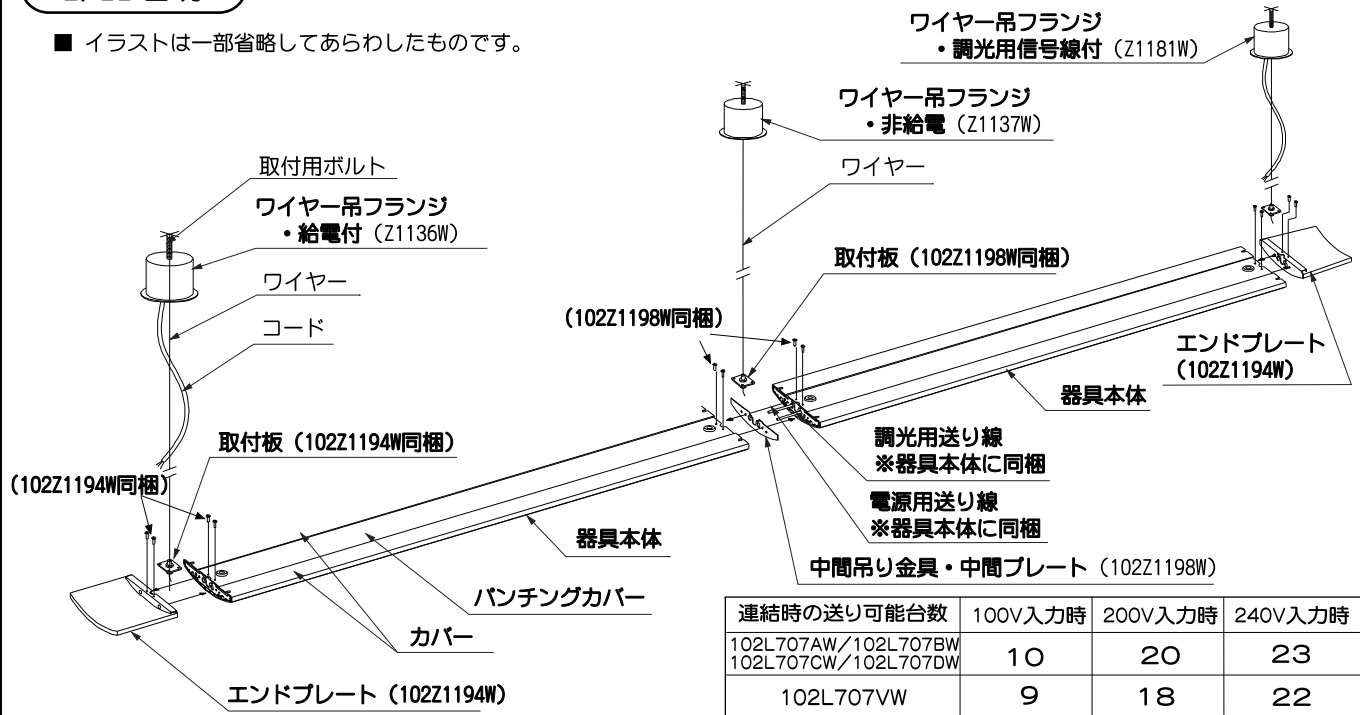 ■ イラストは一部省略してあらわしたものです。
ワイヤー吊フランジ
・調光用信号線付（Z1181W）
ワイヤー吊フランジ
・非給電（Z1137W）
ワイヤー
取付用ボルト
ワイヤー吊フランジ
・給電付（Z1136W）
ワイヤー
コード
取付板（102Z1198W同梱）
（102Z1198W同梱）
エンドプレート
（102Z1194W）
器具本体
取付板（102Z1194W同梱）
（102Z1194W同梱）
調光用送り線
※器具本体に同梱
電源用送り線
※器具本体に同梱
器具本体
中間吊り金具・中間プレート（102Z1198W）
パンチングカバー
カバー
エンドプレート（102Z1194W）
連結時の送り可能台数 100V入力時 200V入力時 240V入力時
102L707AW／102L707BW
102L707CW／102L707DW 10 20 23
102L707VW 9 18 22